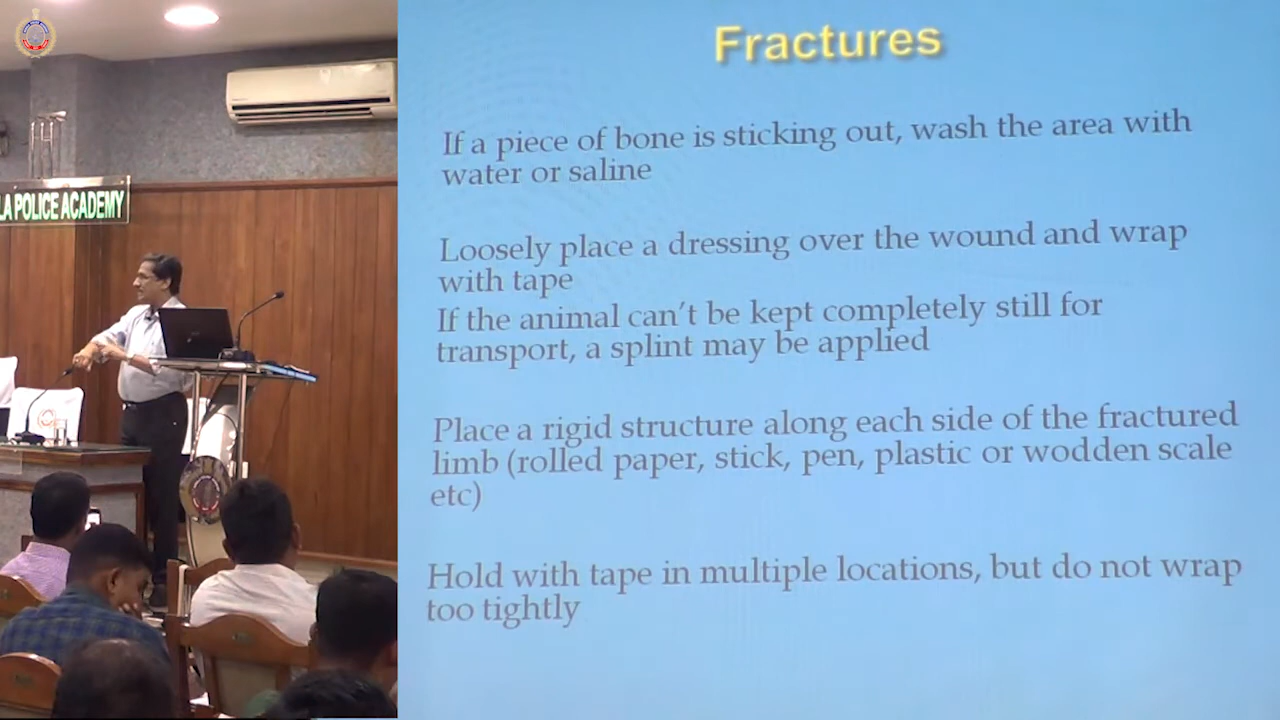 LA POLICE ACADEMY
Fractures
If a piece of bone is sticking out, wash the area with
water or saline
Loosely place a dressing over the wound and wrap
with tape
If the animal can't be kept completely still for
transport, a splint may be applied
Place a rigid structure along each side of the fractured
limb (rolled paper, stick, pen, plastic or wodden scale
etc)
Hold with tape in multiple locations, but do not wrap
too tightly